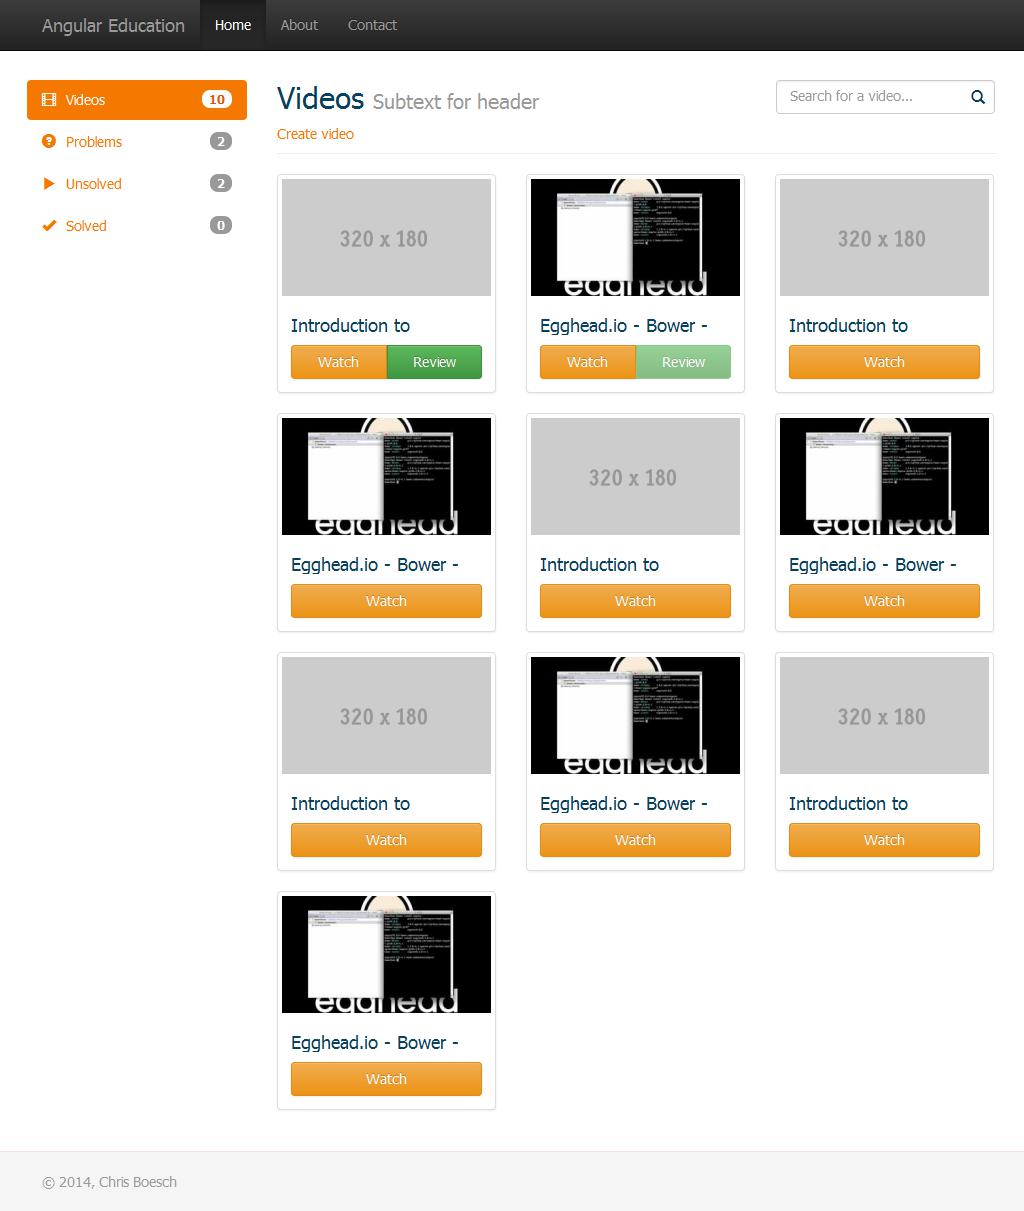 Angular Education Home About Contact
Videos 10
Problems 2
Unsolved 2
Solved 0
Videos Subtext for header
Search for a video...
Create video
320 x 180
egghead
320 x 180
Introduction to
Egghead.io - Bower -
Introduction to
Watch Review
Watch Review
Watch
egghead
320 x 180
egghead
Egghead.io - Bower -
Introduction to
Egghead.io - Bower -
Watch
Watch
Watch
320 x 180
egghead
320 x 180
Introduction to
Egghead.io - Bower -
Introduction to
Watch
Watch
Watch
egghead
Egghead.io - Bower -
Watch
© 2014, Chris Boesch